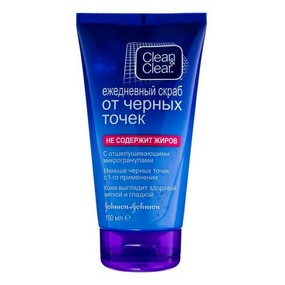 Clean &
Clear®
ежедневный скраб
от черных
точек
не содержит жиров
С отшелушивающими
микрогранулами
Меньше черных точек
с 1-го применения
Кожа выглядит здоровой,
мягкой и гладкой
Johnson & Johnson
150 мл e